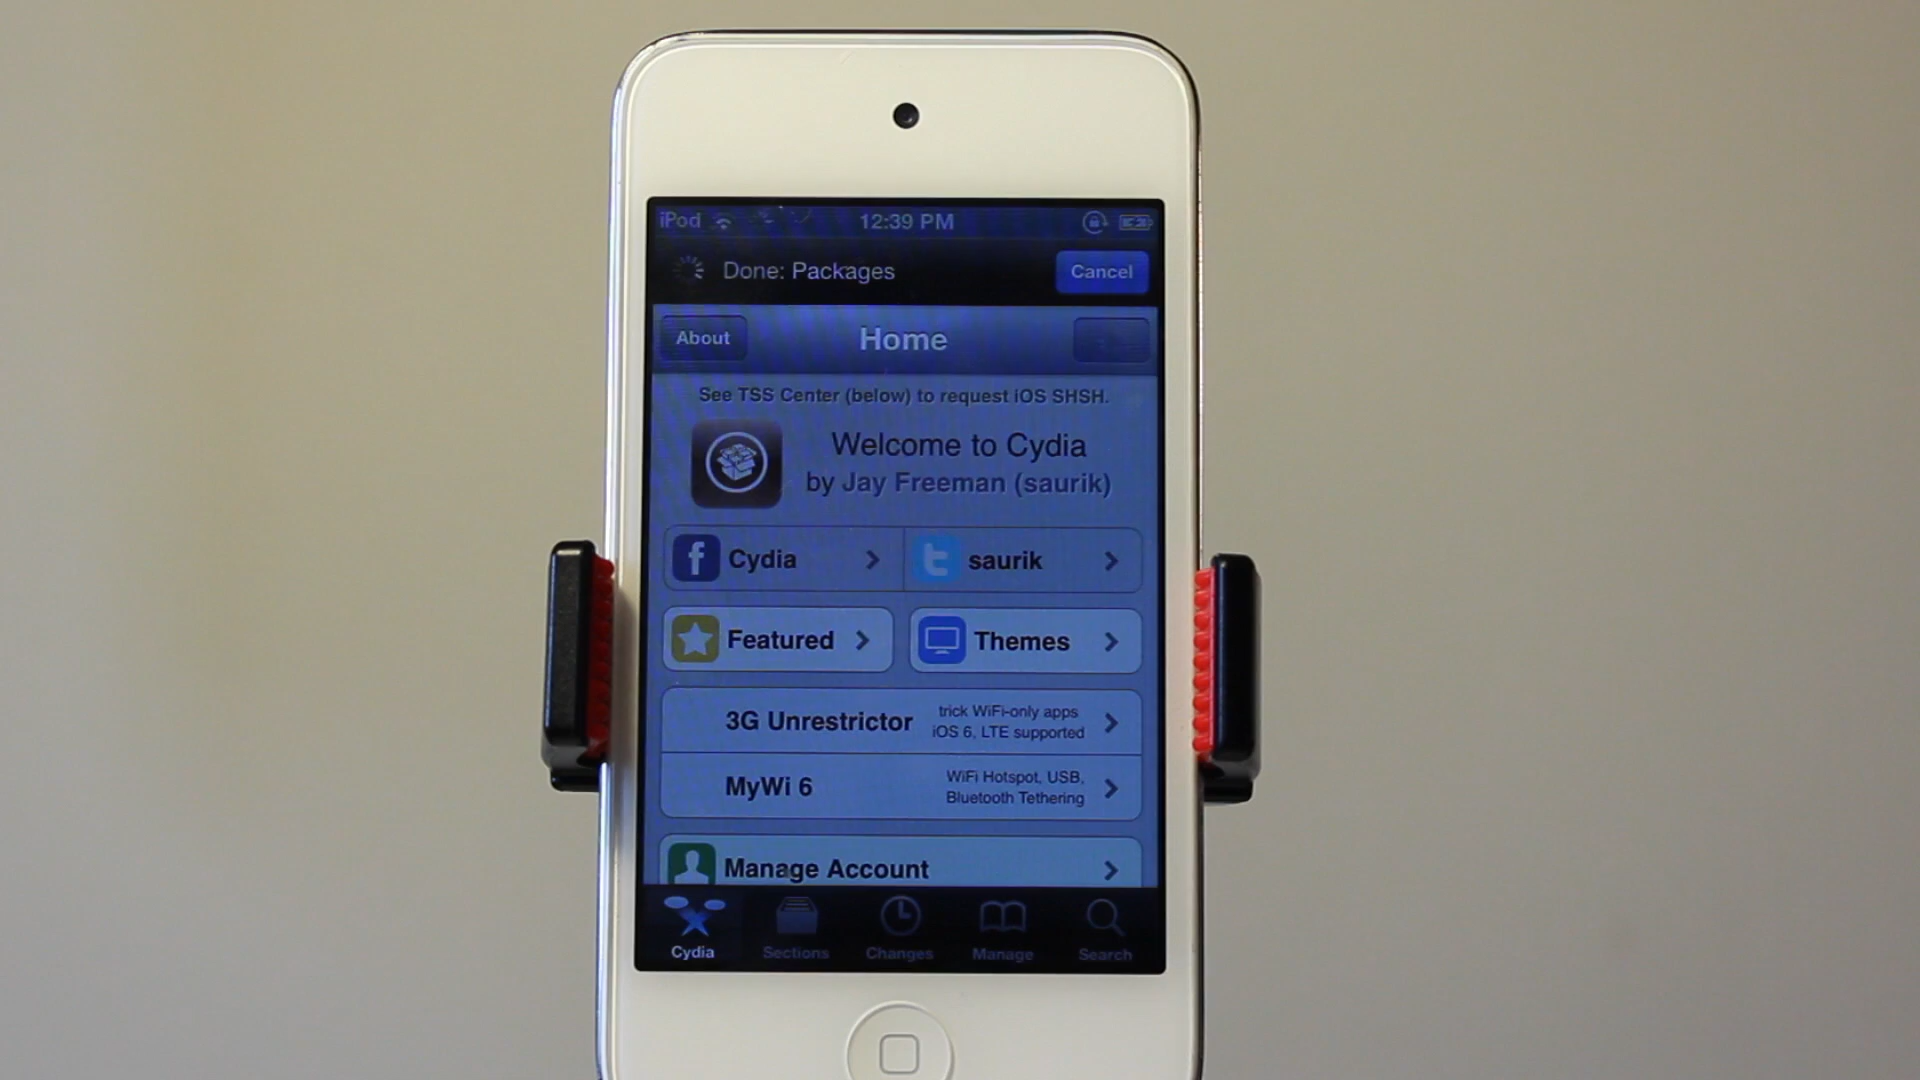 iPod 12:39 PM
Done: Packages Cancel
About Home
See TSS Center (below) to request iOS SHSH.
Welcome to Cydia
by Jay Freeman (saurik)
f Cydia t saurik
Featured Themes
3G Unrestrictor trick WiFi-only apps
iOS 6, LTE supported
MyWi 6 WiFi Hotspot, USB,
Bluetooth Tethering
Manage Account
Cydia Sections Changes Manage Search